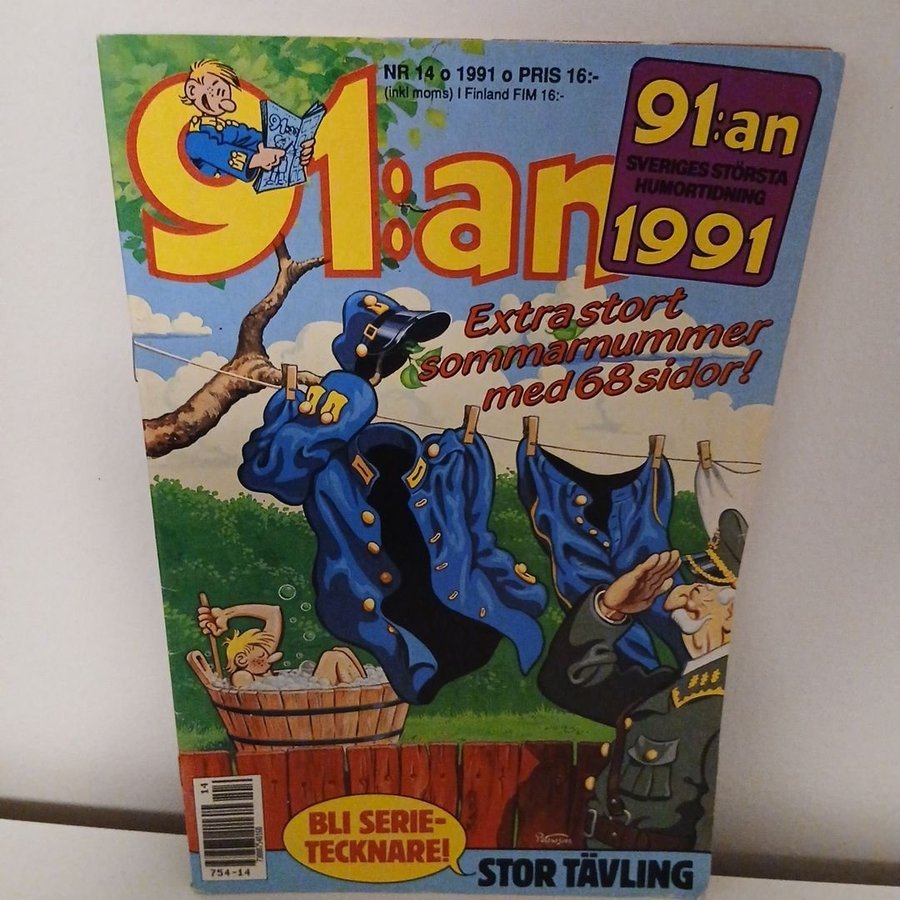 NR 14 o 1991 o PRIS 16:-
(inkl moms) I Finland FIM 16:-
91:an
91:an
SVERIGES STÖRSTA
HUMORTIDNING
1991
Extra stort
sommarnummer
med 68 sidor!
BLI SERIE-
TECKNARE!
STOR TÄVLING
14
754-14